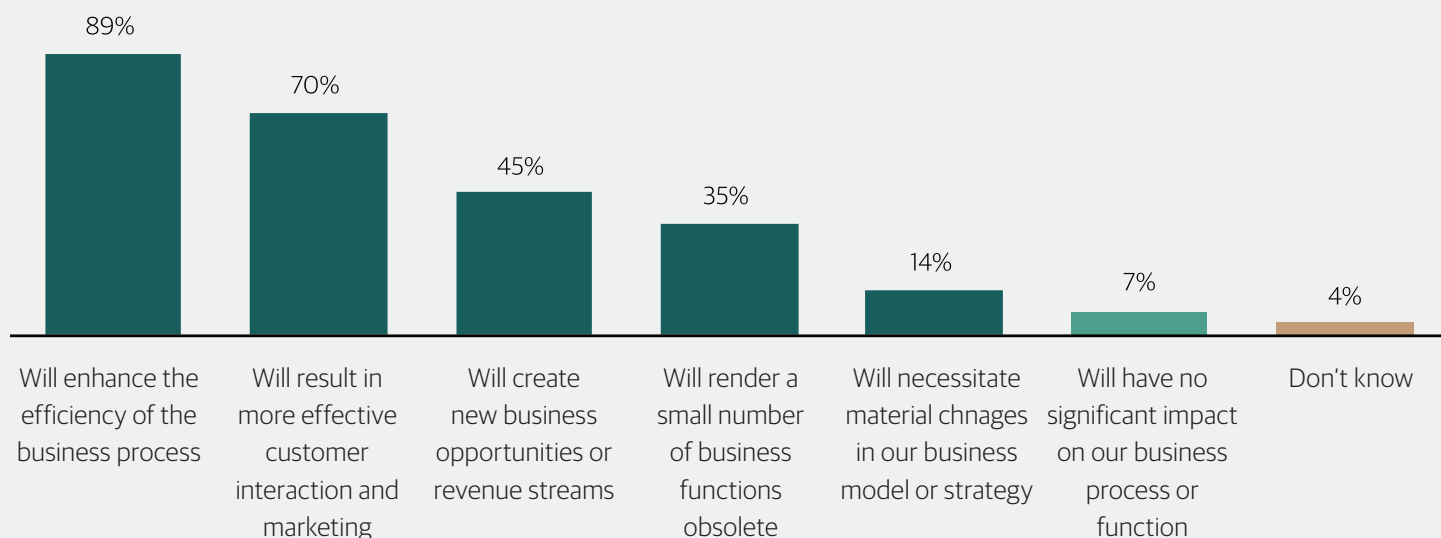 89%
70%
45%
35%
14%
7%
4%
Will enhance the
efficiency of the
business process
Will result in
more effective
customer
interaction and
marketing
Will create
new business
opportunities or
revenue streams
Will render a
small number
of business
functions
obsolete
Will necessitate
material chnages
in our business
model or strategy
Will have no
significant impact
on our business
process or
function
Don't know